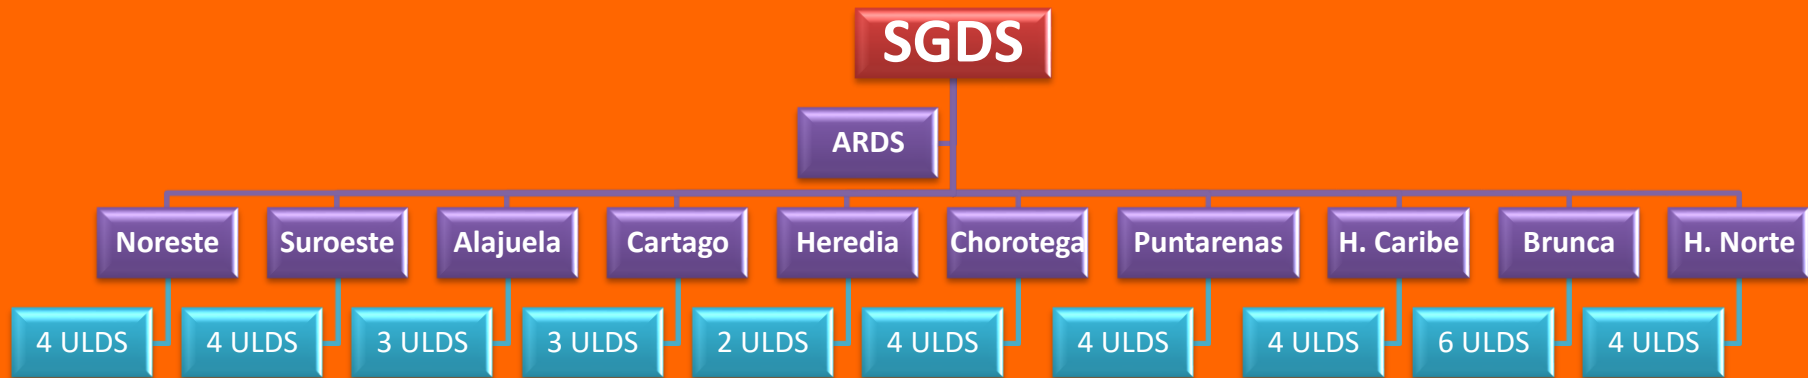 SGDS
ARDS
Noreste
Suroeste
Alajuela
Cartago
Heredia
Chorotega
Puntarenas
H. Caribe
Brunca
H. Norte
4 ULDS
4 ULDS
3 ULDS
3 ULDS
2 ULDS
4 ULDS
4 ULDS
4 ULDS
6 ULDS
4 ULDS